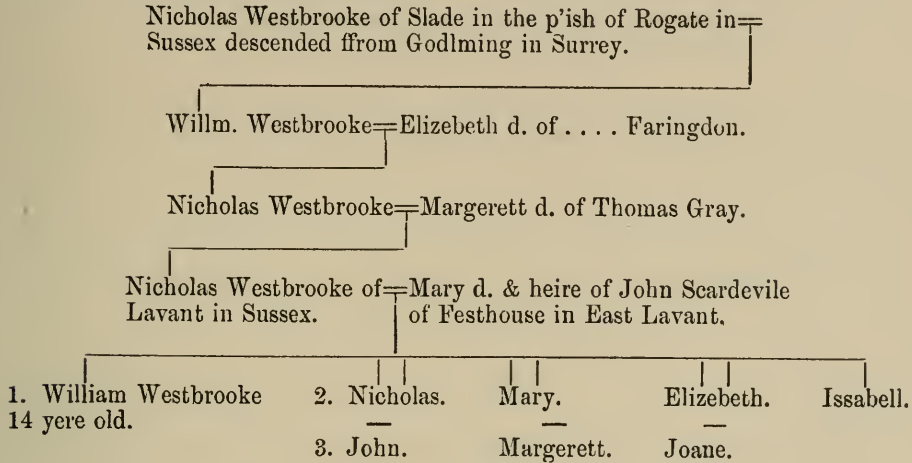 Nicholas Westbrooke of Slade in the p'ish of Rogate in
Sussex descended ffrom Godlming in Surrey.
Willm. Westbrooke=Elizebeth d. of . . . . Faringdon.
Nicholas Westbrooke=Margerett d. of Thomas Gray.
Nicholas Westbrooke of=Mary d. & heire of John Scardevile
Lavant in Sussex. of Festhouse in East Lavant.
1. William Westbrooke 2. Nicholas. Mary. Elizebeth. Issabell.
14 yere old.
3. John. Margerett. Joane.